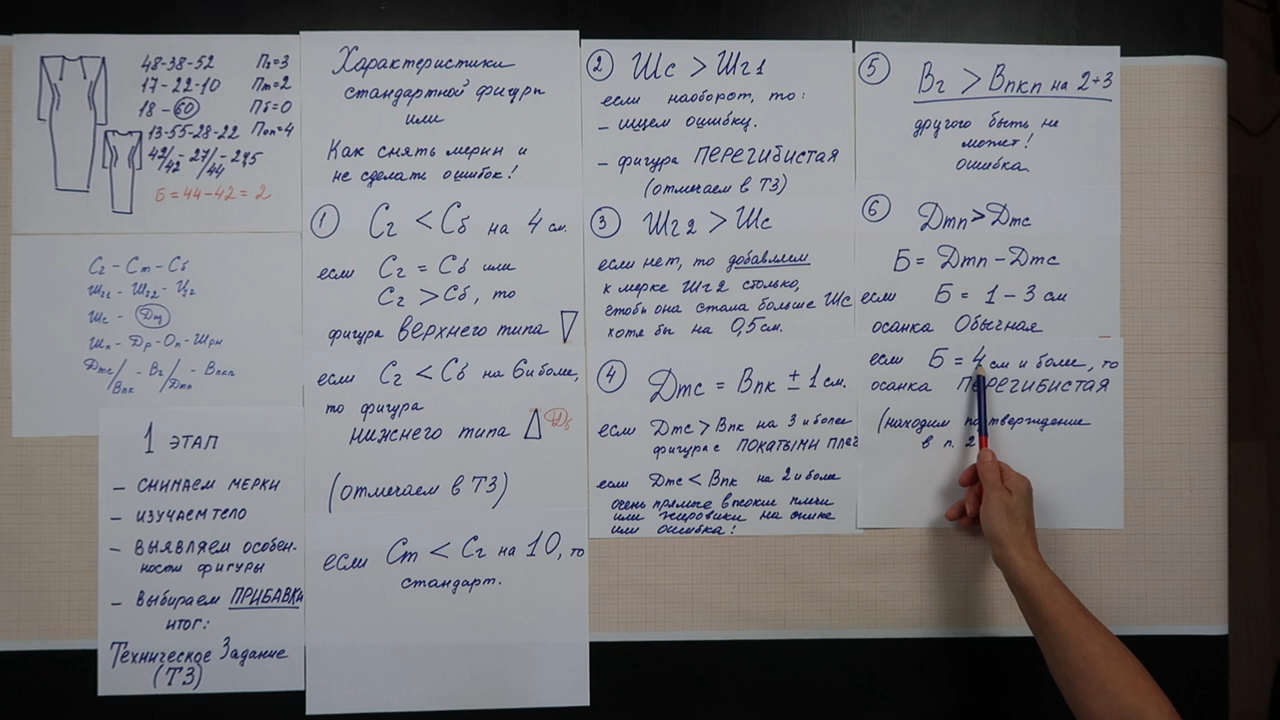 48-38-52 Пг=3
17-22-10 Пт=2
18-60 Пб=0
13-55-28-22 Поп=4
42/42 - 27/44 - 27,5
Б = 44-42 = 2
Сг - Ст - Сб
Шг1 - Шг2 - Цг
Шс - Диз
Шп - Др - Оп - Шрн
Дтс/Впк - Вг/Дтп - Впкп
1 ЭТАП
- СНИМАЕМ МЕРКИ
- ИЗУЧАЕМ ТЕЛО
- ВЫЯВЛЯЕМ ОСОБЕН-
НОСТИ ФИГУРЫ
- Выбираем ПРИБАВКИ
итог:
Техническое Задание
(ТЗ)
Характеристики
стандартной фигуры
или
Как снять мерки и
не сделать ошибок!
1 Сг < Сб на 4 см.
если Сг = Сб или
Сг > Сб, то
фигура верхнего типа
если Сг < Сб на 6 и более,
то фигура
нижнего типа
(отмечаем в ТЗ)
если Ст < Сг на 10, то
стандарт.
2 Шс > Шг1
если наоборот, то:
- ищем ошибку.
- фигура ПЕРЕГИБИСТАЯ
(отмечаем в ТЗ)
3 Шг2 > Шс
если нет, то добавляем
к мерке Шг2 столько,
чтобы она стала больше Шс
хотя бы на 0,5 см.
4 Дтс = Впк ± 1 см.
если Дтс > Впк на 3 и более
фигура с ПОКАТЫМИ ПЛЕЧ
если Дтс < Впк на 2 и более
очень прямые высокие плечи
или жировики на спине
или ошибка!
5 Вг > Впкп на 2÷3
другого быть не
может!
ошибка.
6 Дтп > Дтс
Б = Дтп - Дтс
если Б = 1 - 3 см
осанка Обычная
если Б = 4 см и более, то
осанка ПЕРЕГИБИСТАЯ
(находим подтверждение
в п. 2